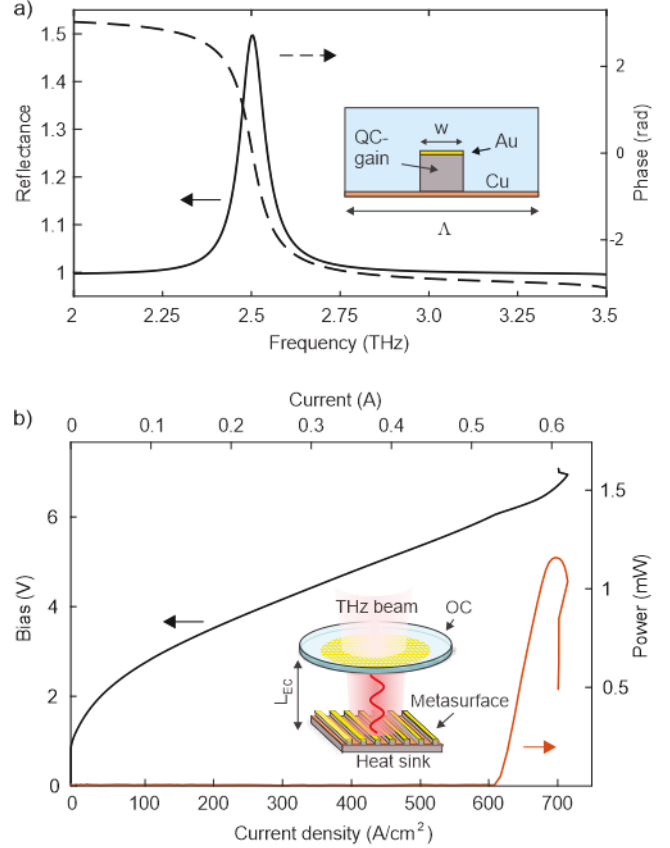 a)
1.5
1.4
1.3
1.2
1.1
1
Reflectance
2
0
-2
Phase (rad)
w
QC-
gain
Au
Cu
Λ
2
2.25
2.5
2.75
3.0
3.25
3.5
Frequency (THz)
b)
Current (A)
0
0.1
0.2
0.3
0.4
0.5
0.6
6
4
2
0
Bias (V)
1.5
1
0.5
Power (mW)
THz beam
OC
L_EC
Metasurface
Heat sink
0
100
200
300
400
500
600
700
Current density (A/cm²)